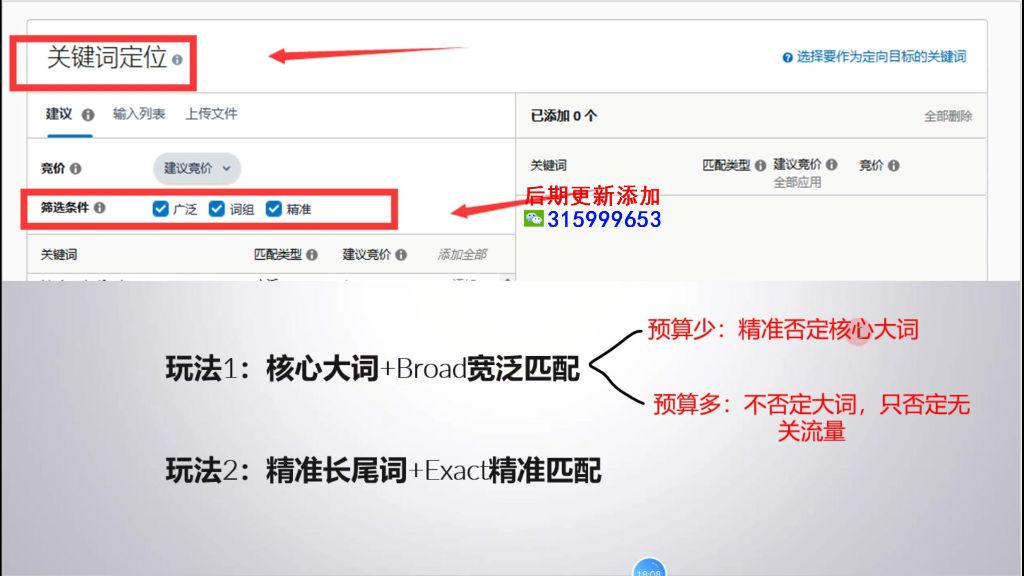 关键词定位
选择要作为定向目标的关键词
建议 输入列表 上传文件
已添加 0 个 全部删除
竞价 建议竞价
关键词 匹配类型 建议竞价 竞价
全部应用
筛选条件 广泛 词组 精准
后期更新添加
315999653
关键词 匹配类型 建议竞价 添加全部
玩法1：核心大词+Broad宽泛匹配
预算少：精准否定核心大词
预算多：不否定大词，只否定无
关流量
玩法2：精准长尾词+Exact精准匹配
18:08